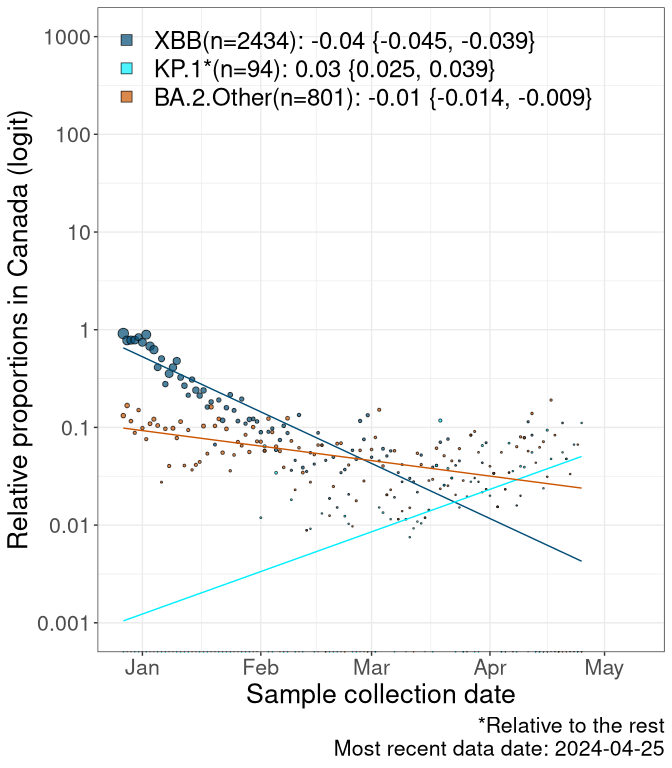 XBB(n=2434): -0.04 {-0.045, -0.039}
KP.1*(n=94): 0.03 {0.025, 0.039}
BA.2.Other(n=801): -0.01 {-0.014, -0.009}
Relative proportions in Canada (logit)
1000
100
10
1
0.1
0.01
0.001
Jan Feb Mar Apr May
Sample collection date
*Relative to the rest
Most recent data date: 2024-04-25